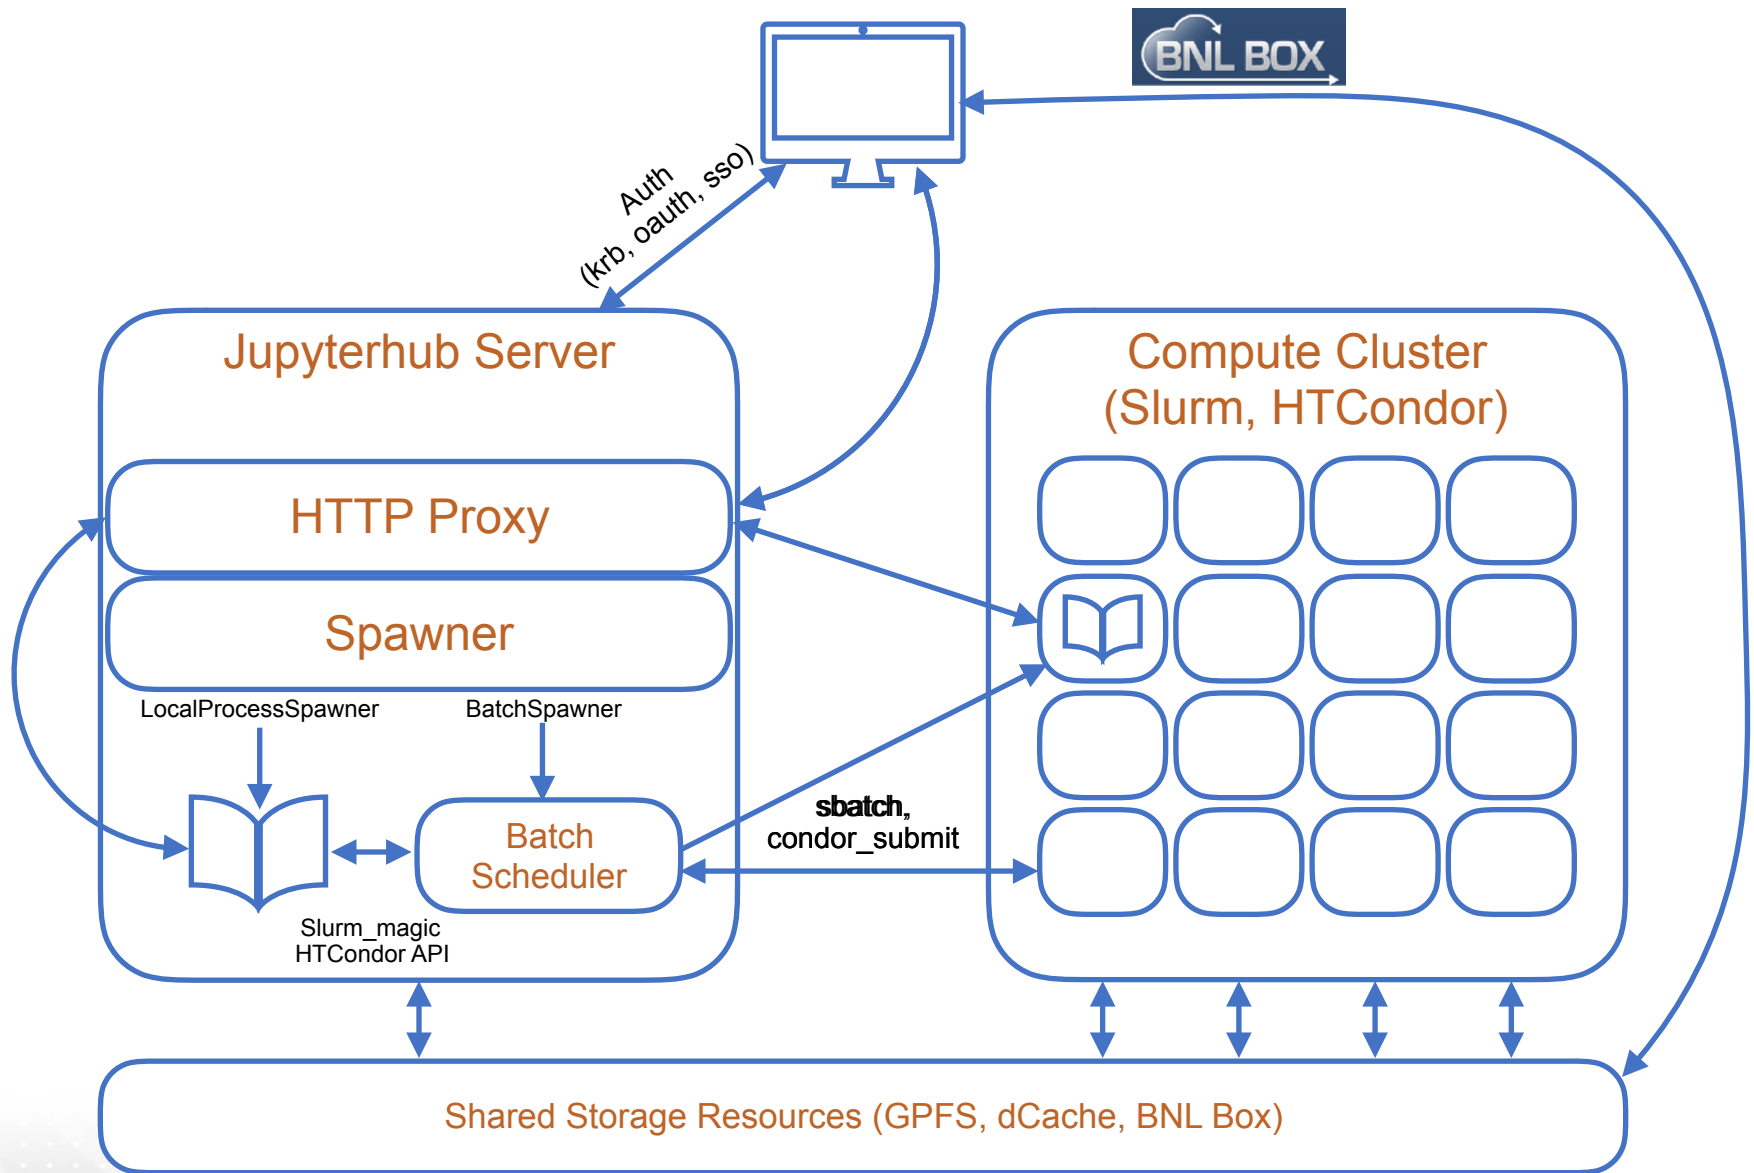 BNL BOX
Auth
(krb, oauth, sso)
Jupyterhub Server
HTTP Proxy
Spawner
LocalProcessSpawner
BatchSpawner
Batch
Scheduler
Slurm_magic
HTCondor API
sbatch,
condor_submit
Compute Cluster
(Slurm, HTCondor)
Shared Storage Resources (GPFS, dCache, BNL Box)